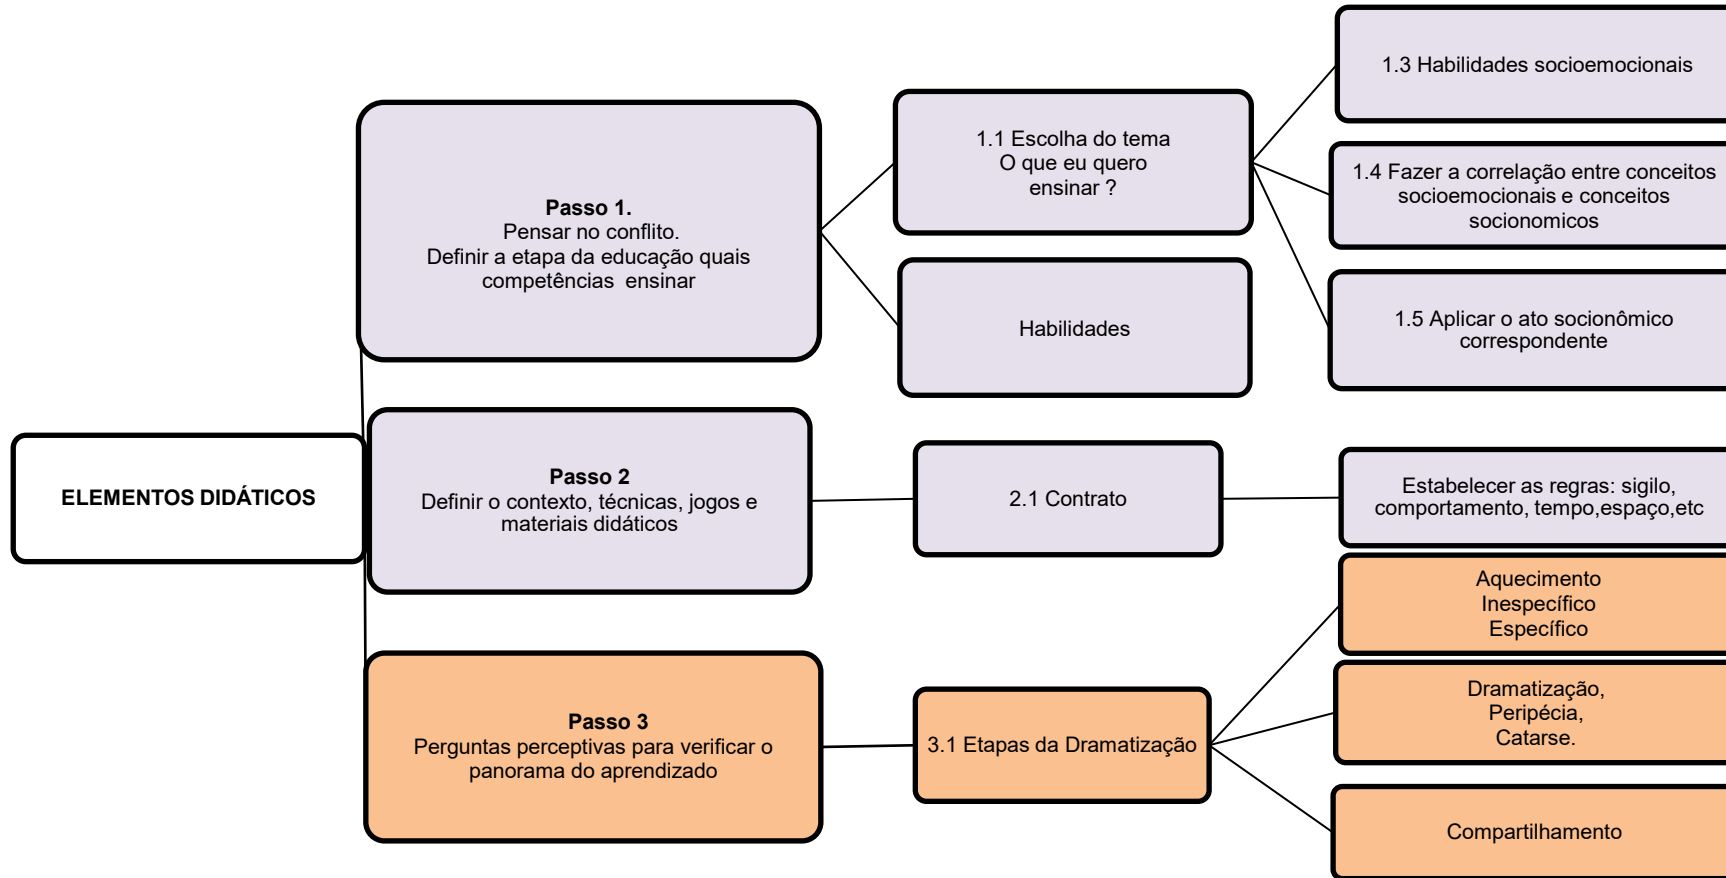 ELEMENTOS DIDÁTICOS
Passo 1.
Pensar no conflito.
Definir a etapa da educação quais
competências  ensinar
1.1 Escolha do tema
O que eu quero
ensinar ?
Habilidades
1.3 Habilidades socioemocionais
1.4 Fazer a correlação entre conceitos
socioemocionais e conceitos
socionomicos
1.5 Aplicar o ato socionômico
correspondente
Passo 2
Definir o contexto, técnicas, jogos e
materiais didáticos
2.1 Contrato
Estabelecer as regras: sigilo,
comportamento, tempo,espaço,etc
Passo 3
Perguntas perceptivas para verificar o
panorama do aprendizado
3.1 Etapas da Dramatização
Aquecimento
Inespecífico
Específico
Dramatização,
Peripécia,
Catarse.
Compartilhamento